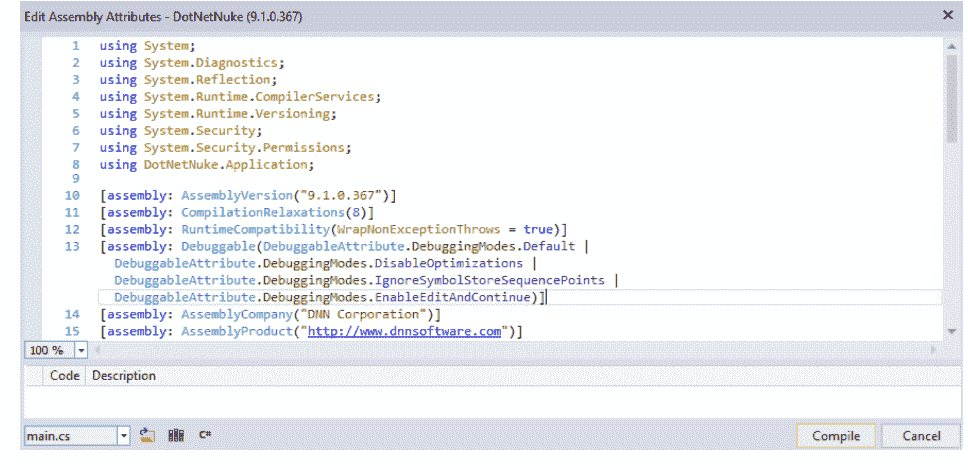 Edit Assembly Attributes - DotNetNuke (9.1.0.367)
1 using System;
2 using System.Diagnostics;
3 using System.Reflection;
4 using System.Runtime.CompilerServices;
5 using System.Runtime.Versioning;
6 using System.Security;
7 using System.Security.Permissions;
8 using DotNetNuke.Application;
9
10 [assembly: AssemblyVersion("9.1.0.367")]
11 [assembly: CompilationRelaxations(8)]
12 [assembly: RuntimeCompatibility(WrapNonExceptionThrows = true)]
13 [assembly: Debuggable(DebuggableAttribute.DebuggingModes.Default |
DebuggableAttribute.DebuggingModes.DisableOptimizations |
DebuggableAttribute.DebuggingModes.IgnoreSymbolStoreSequencePoints |
DebuggableAttribute.DebuggingModes.EnableEditAndContinue)]
14 [assembly: AssemblyCompany("DNN Corporation")]
15 [assembly: AssemblyProduct("http://www.dnnsoftware.com")]
100 %
Code Description
main.cs C# Compile Cancel